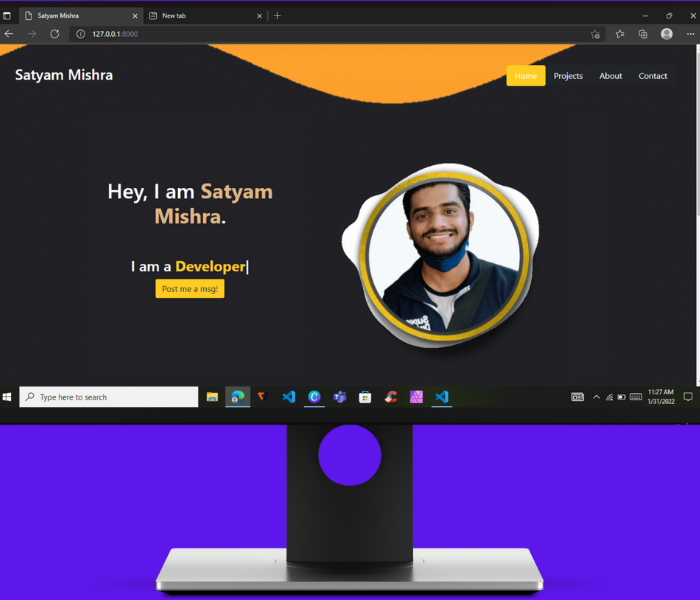 Satyam Mishra
New tab
127.0.0.1:8000
Satyam Mishra
Home Projects About Contact
Hey, I am Satyam
Mishra.
I am a Developer|
Post me a msg!
Type here to search
11:27 AM
1/31/2022